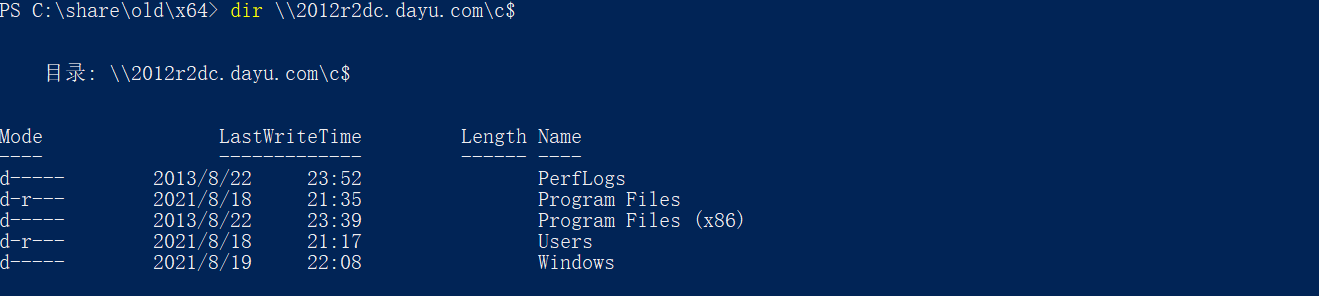 PS C:\share\old\x64> dir \\2012r2dc.dayu.com\c$
目录: \\2012r2dc.dayu.com\c$
Mode LastWriteTime Length Name
---- ------------- ------ ----
d----- 2013/8/22 23:52 PerfLogs
d-r--- 2021/8/18 21:35 Program Files
d----- 2013/8/22 23:39 Program Files (x86)
d-r--- 2021/8/18 21:17 Users
d----- 2021/8/19 22:08 Windows